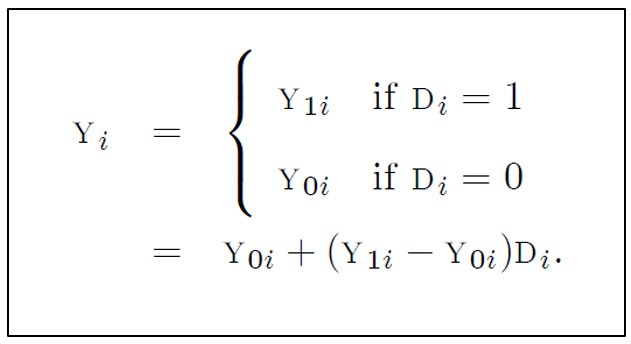 Y₁ᵢ if Dᵢ = 1
Yᵢ = {
Y₀ᵢ if Dᵢ = 0
= Y₀ᵢ + (Y₁ᵢ − Y₀ᵢ)Dᵢ.